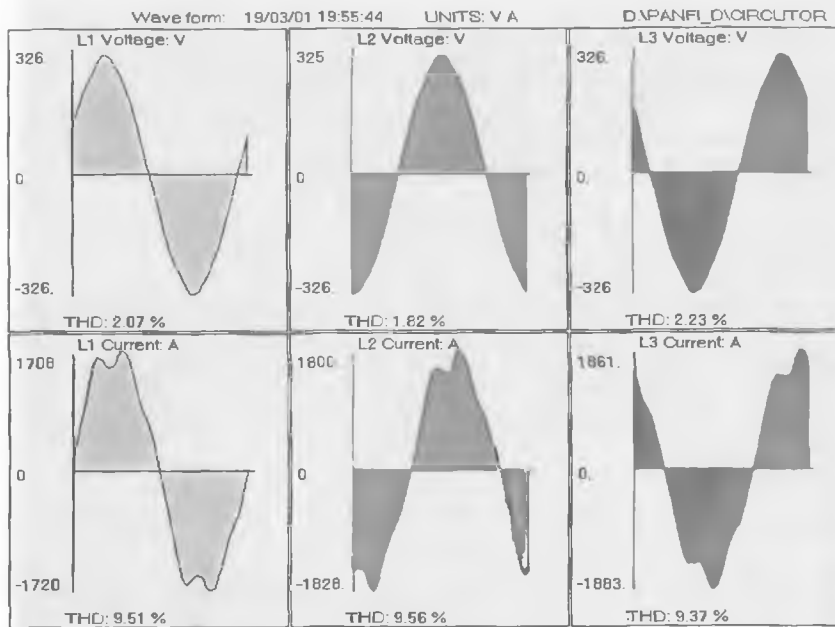 Wave form: 19/03/01 19:55:44 UNITS: V A D:\PANFI_D\CIRCUTOR
L1 Voltage: V
326.
0.
-326.
THD: 2.07 %
L2 Voltage: V
325
0
-326.
THD: 1.82 %
L3 Voltage: V
326.
0.
-326
THD: 2.23 %
L1 Current: A
1708
0
-1720
THD: 9.51 %
L2 Current: A
1800
0
-1828.
THD: 9.56 %
L3 Current: A
1861.
0.
-1883.
THD: 9.37 %